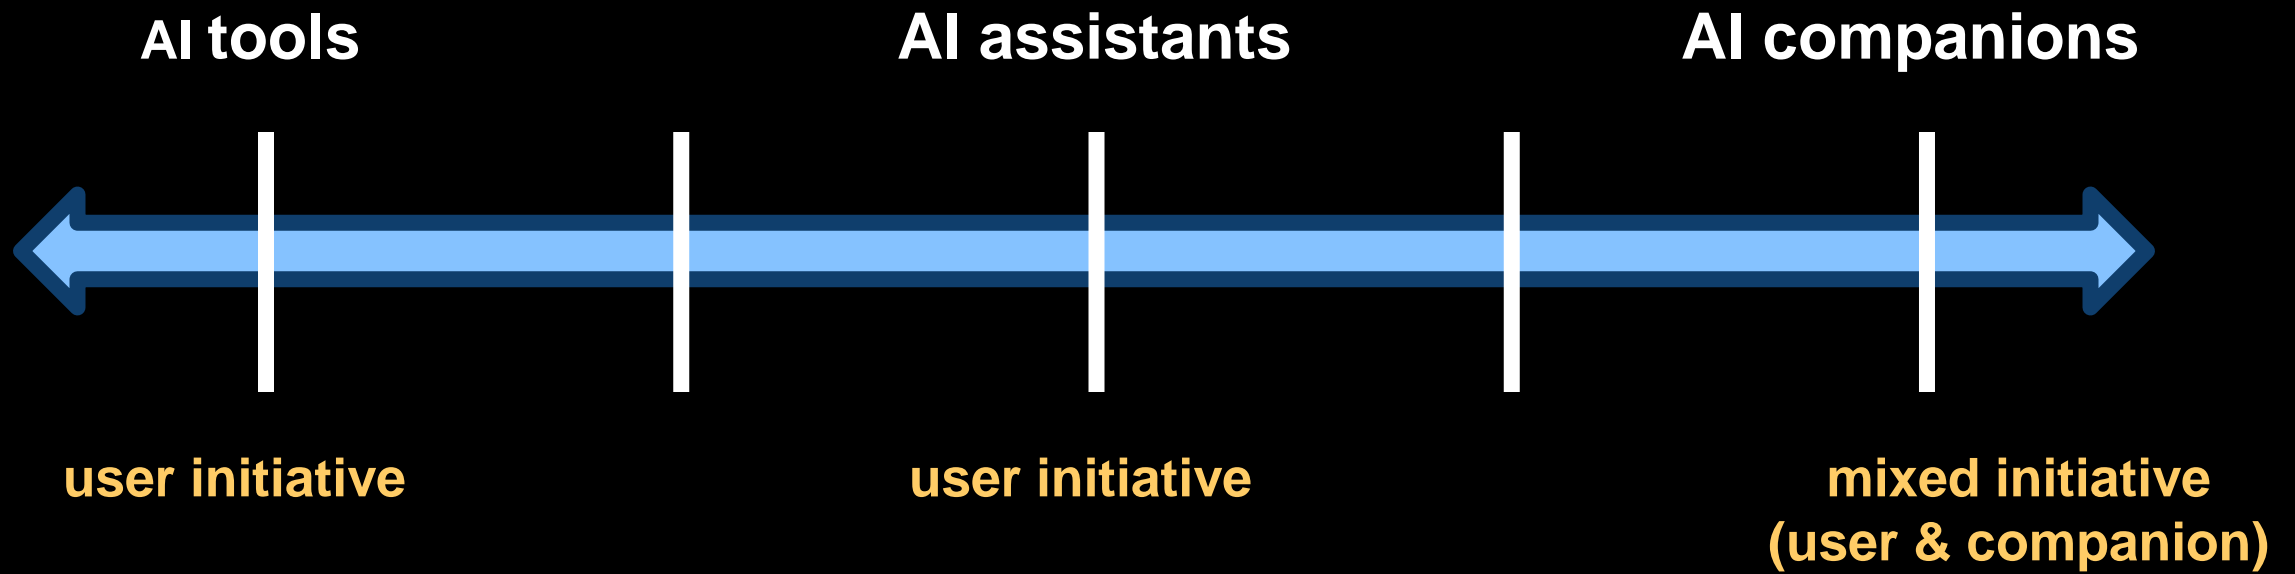 AI tools AI assistants AI companions
user initiative user initiative mixed initiative
(user & companion)